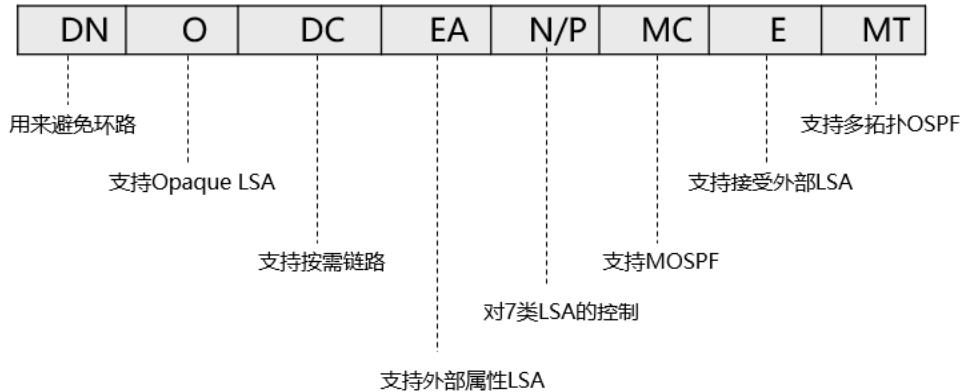 DN O DC EA N/P MC E MT
用来避免环路
支持多拓扑OSPF
支持Opaque LSA
支持接受外部LSA
支持按需链路
支持MOSPF
对7类LSA的控制
支持外部属性LSA